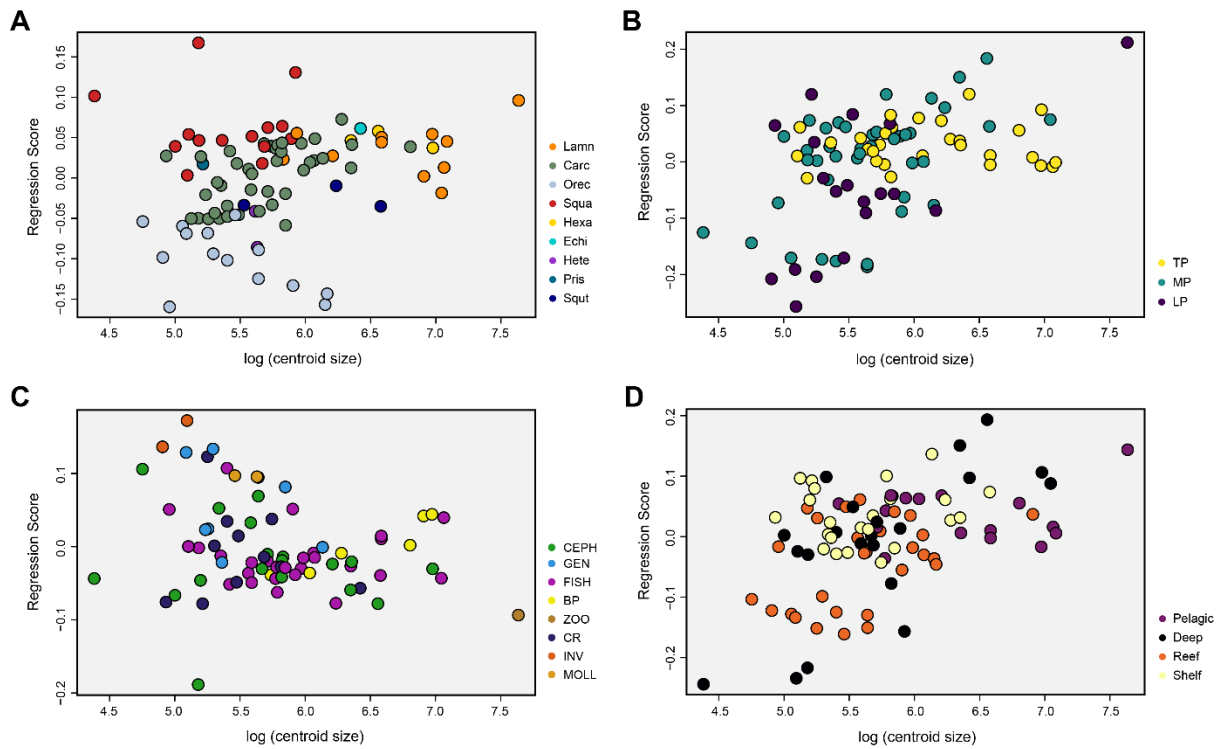 A
Regression Score
0.15
0.10
0.05
0.00
−0.05
−0.10
−0.15
4.5 5.0 5.5 6.0 6.5 7.0 7.5
log (centroid size)
Lamn
Carc
Orec
Squa
Hexa
Echi
Hete
Pris
Squt
B
Regression Score
0.2
0.1
0.0
−0.1
−0.2
4.5 5.0 5.5 6.0 6.5 7.0 7.5
log (centroid size)
TP
MP
LP
C
Regression Score
0.1
0.0
−0.1
−0.2
4.5 5.0 5.5 6.0 6.5 7.0 7.5
log (centroid size)
CEPH
GEN
FISH
BP
ZOO
CR
INV
MOLL
D
Regression Score
0.2
0.1
0.0
−0.1
−0.2
4.5 5.0 5.5 6.0 6.5 7.0 7.5
log (centroid size)
Pelagic
Deep
Reef
Shelf